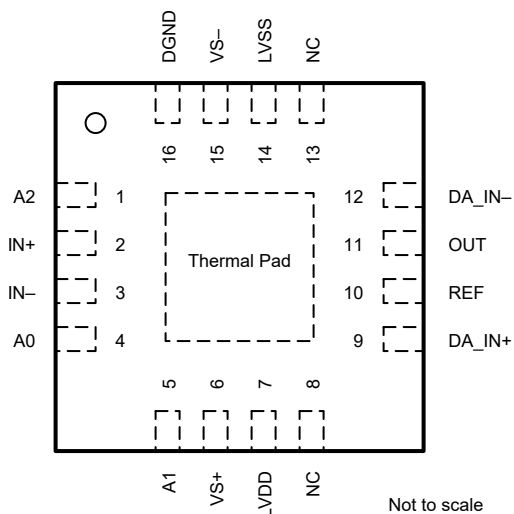 DGND
VS–
LVSS
NC
16
15
14
13
A2
1
12
DA_IN–
IN+
2
11
OUT
Thermal Pad
IN–
3
10
REF
A0
4
9
DA_IN+
5
6
7
8
A1
VS+
LVDD
NC
Not to scale